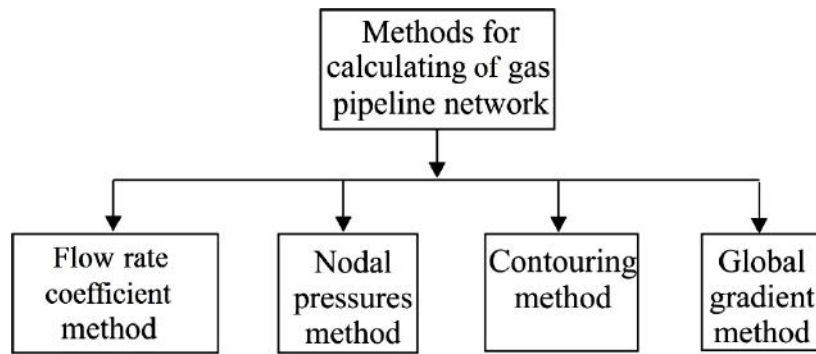 Methods for
calculating of gas
pipeline network
Flow rate
coefficient
method
Nodal
pressures
method
Contouring
method
Global
gradient
method